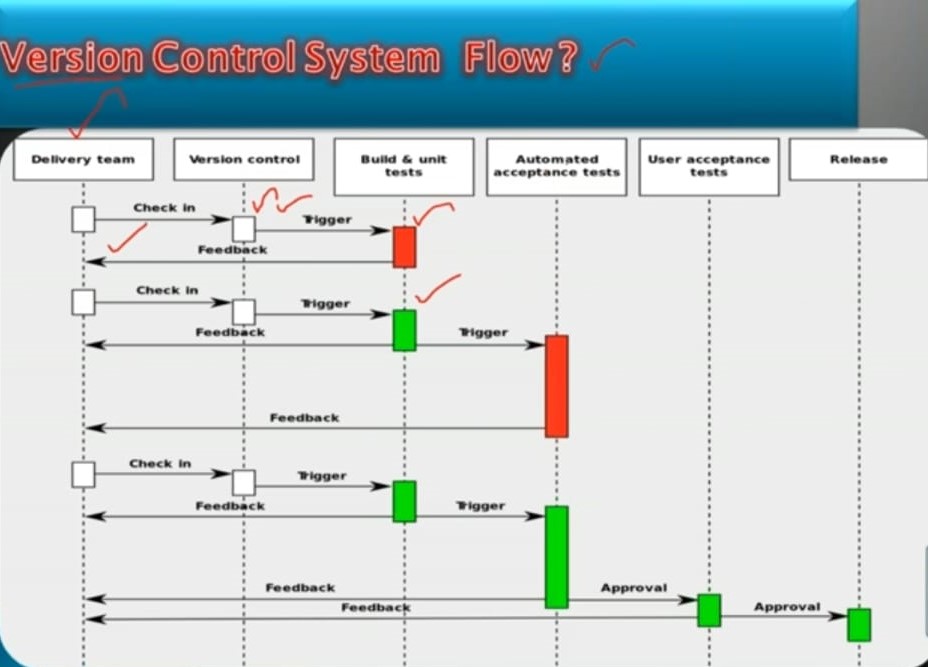 Version Control System Flow?
Delivery team
Version control
Build & unit
tests
Automated
acceptance tests
User acceptance
tests
Release
Check in
Trigger
Feedback
Check in
Trigger
Feedback
Trigger
Feedback
Check in
Trigger
Feedback
Trigger
Feedback
Approval
Feedback
Approval